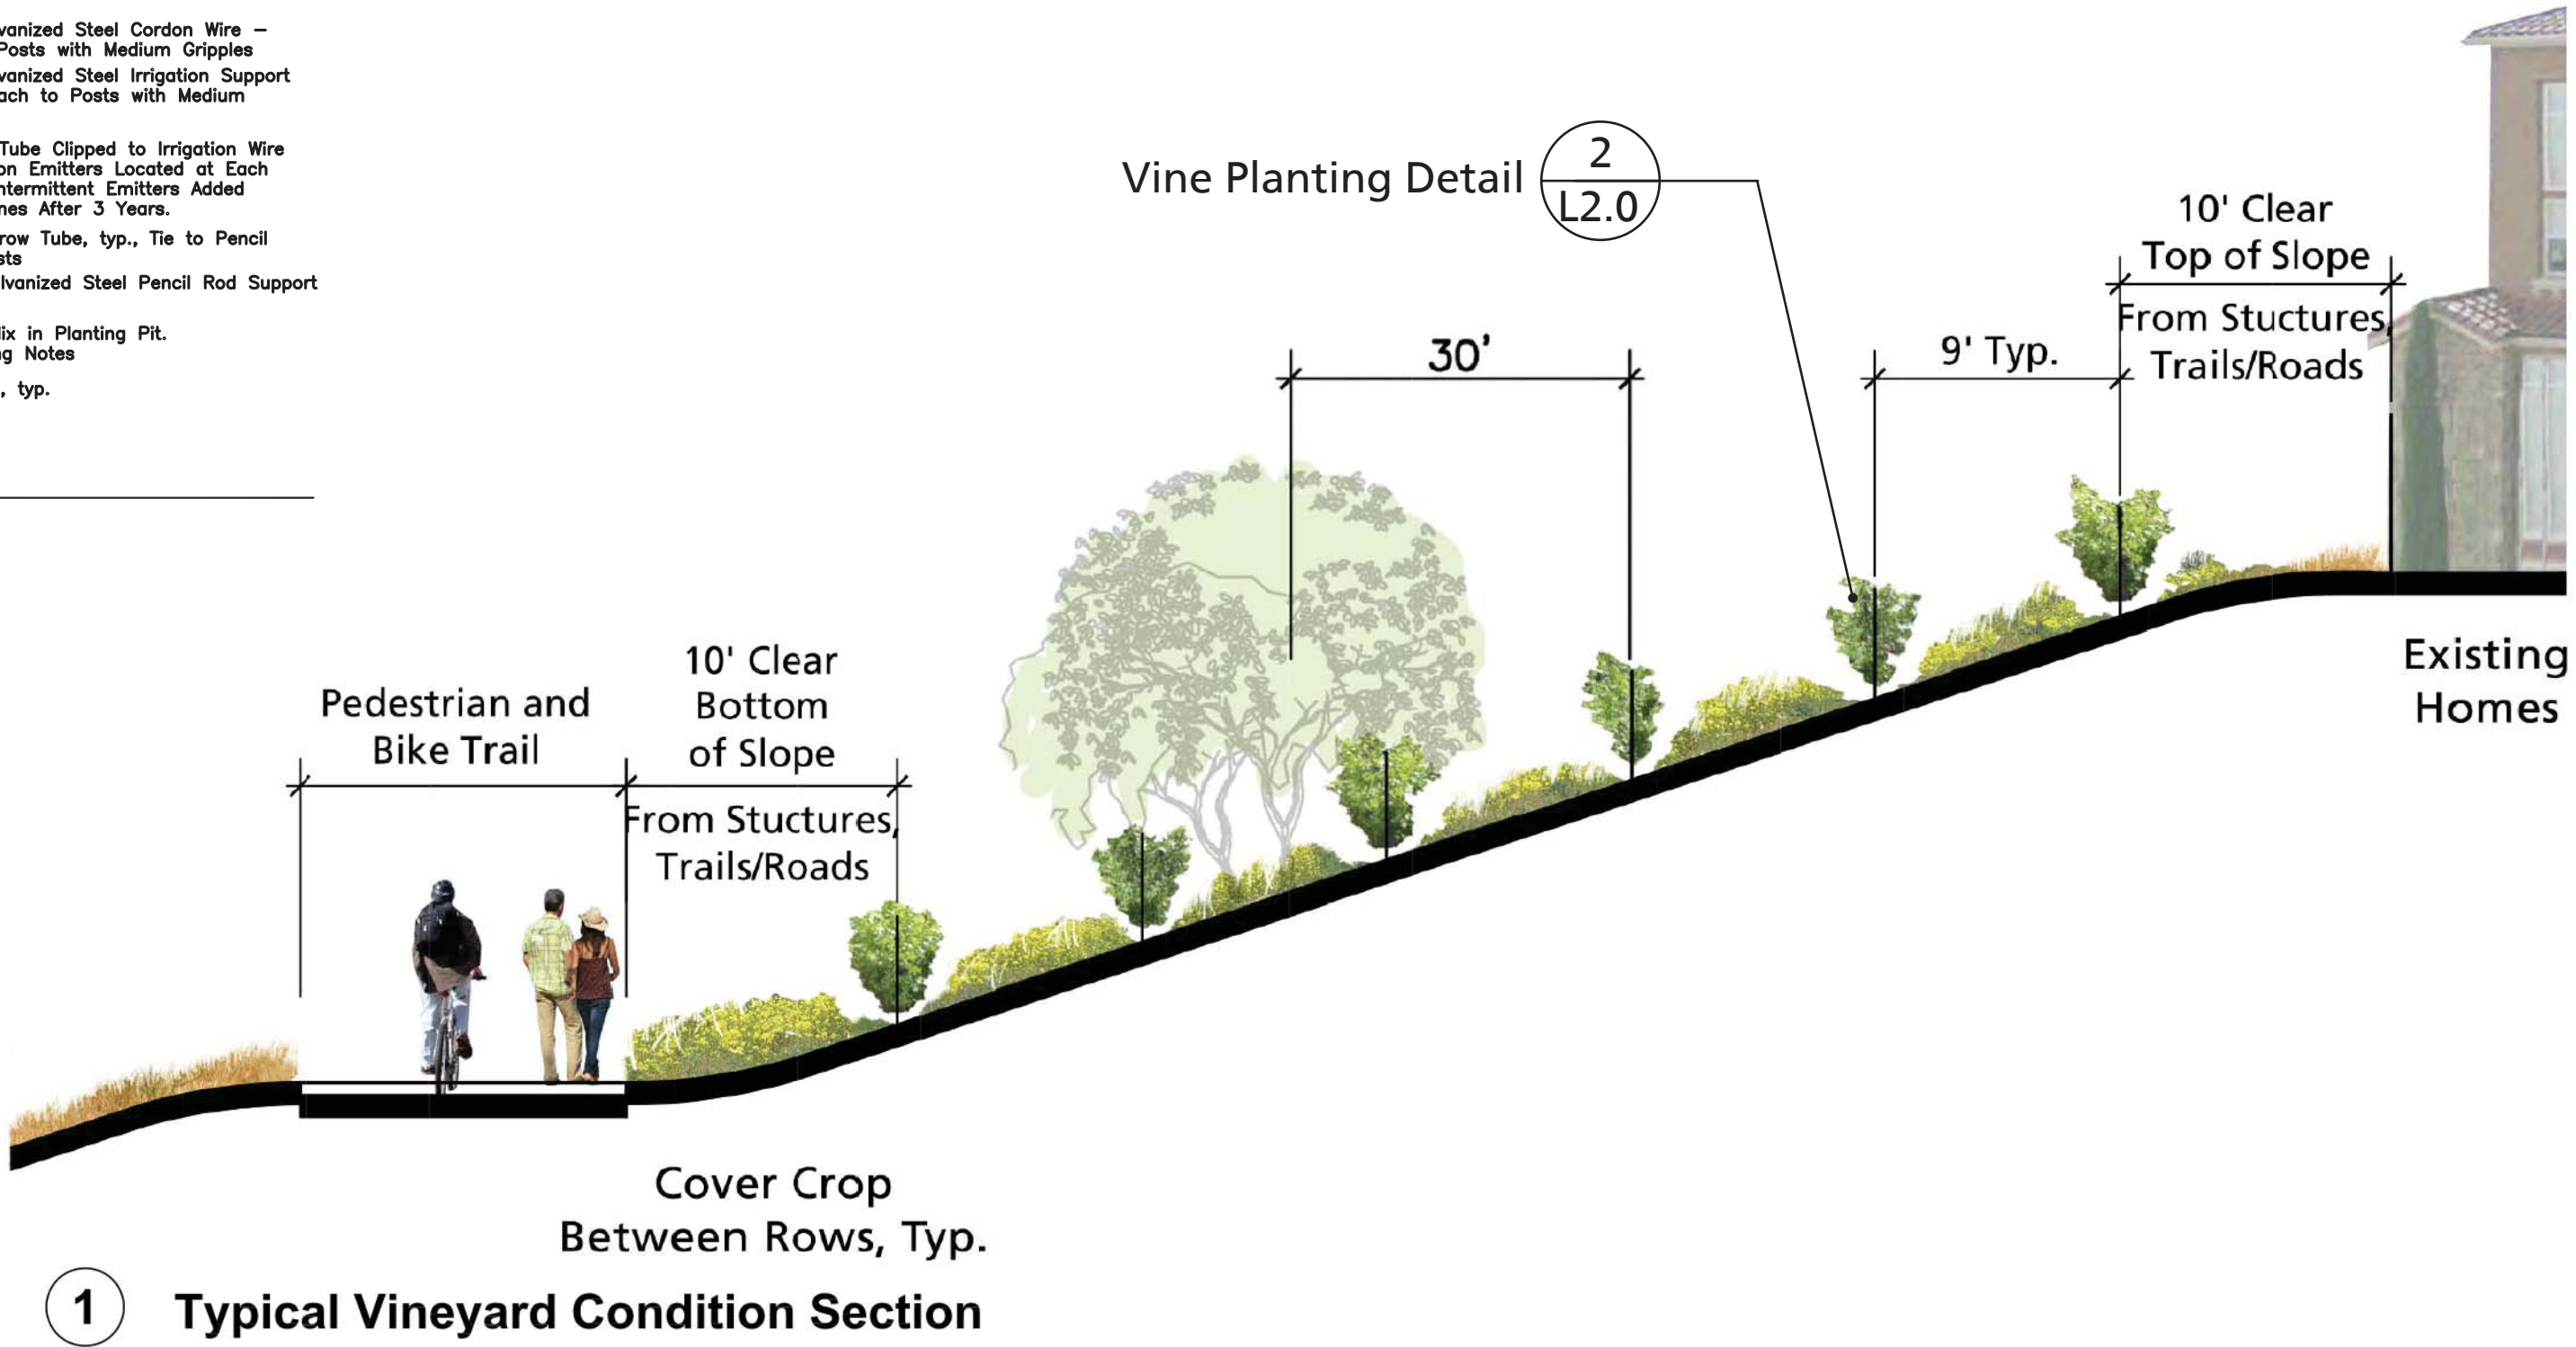 vanized Steel Cordon Wire –
Posts with Medium Gripples
vanized Steel Irrigation Support
ach to Posts with Medium
Tube Clipped to Irrigation Wire
on Emitters Located at Each
ntermittent Emitters Added
nes After 3 Years.
row Tube, typ., Tie to Pencil
sts
lvanized Steel Pencil Rod Support
ix in Planting Pit.
g Notes
, typ.
Vine Planting Detail
2
L2.0
10' Clear
Top of Slope
From Stuctures,
Trails/Roads
9' Typ.
30'
Pedestrian and
Bike Trail
10' Clear
Bottom
of Slope
From Stuctures,
Trails/Roads
Existing
Homes
Cover Crop
Between Rows, Typ.
1 Typical Vineyard Condition Section